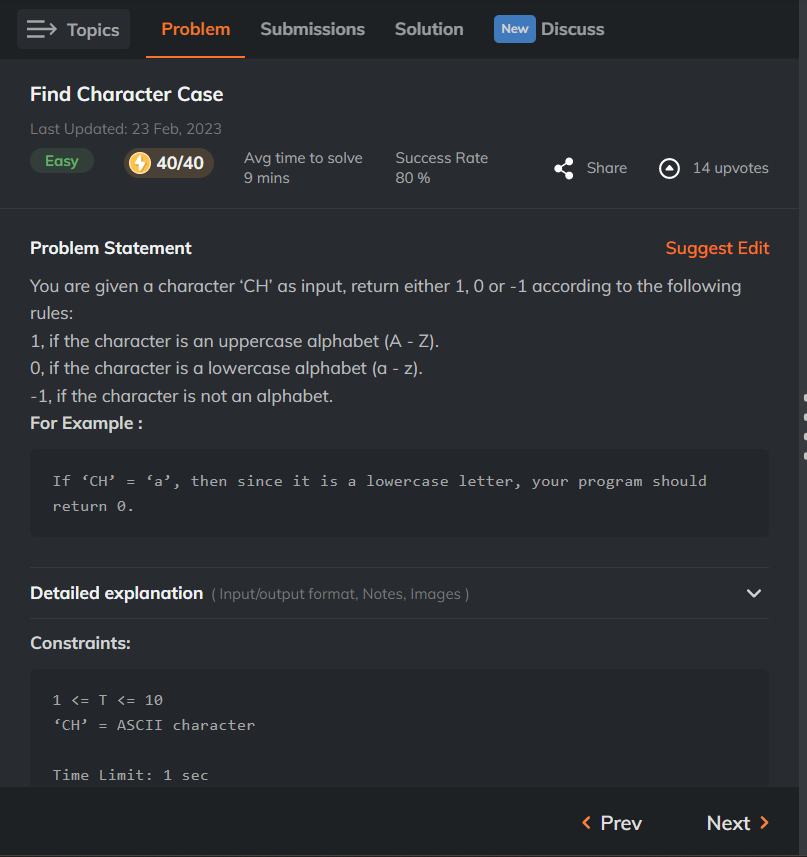 Topics Problem Submissions Solution New Discuss
Find Character Case
Last Updated: 23 Feb, 2023
Easy 40/40 Avg time to solve Success Rate Share 14 upvotes
9 mins 80 %
Problem Statement Suggest Edit
You are given a character ‘CH’ as input, return either 1, 0 or -1 according to the following
rules:
1, if the character is an uppercase alphabet (A - Z).
0, if the character is a lowercase alphabet (a - z).
-1, if the character is not an alphabet.
For Example :
If ‘CH’ = ‘a’, then since it is a lowercase letter, your program should
return 0.
Detailed explanation ( Input/output format, Notes, Images )
Constraints:
1 <= T <= 10
‘CH’ = ASCII character
Time Limit: 1 sec
Prev Next